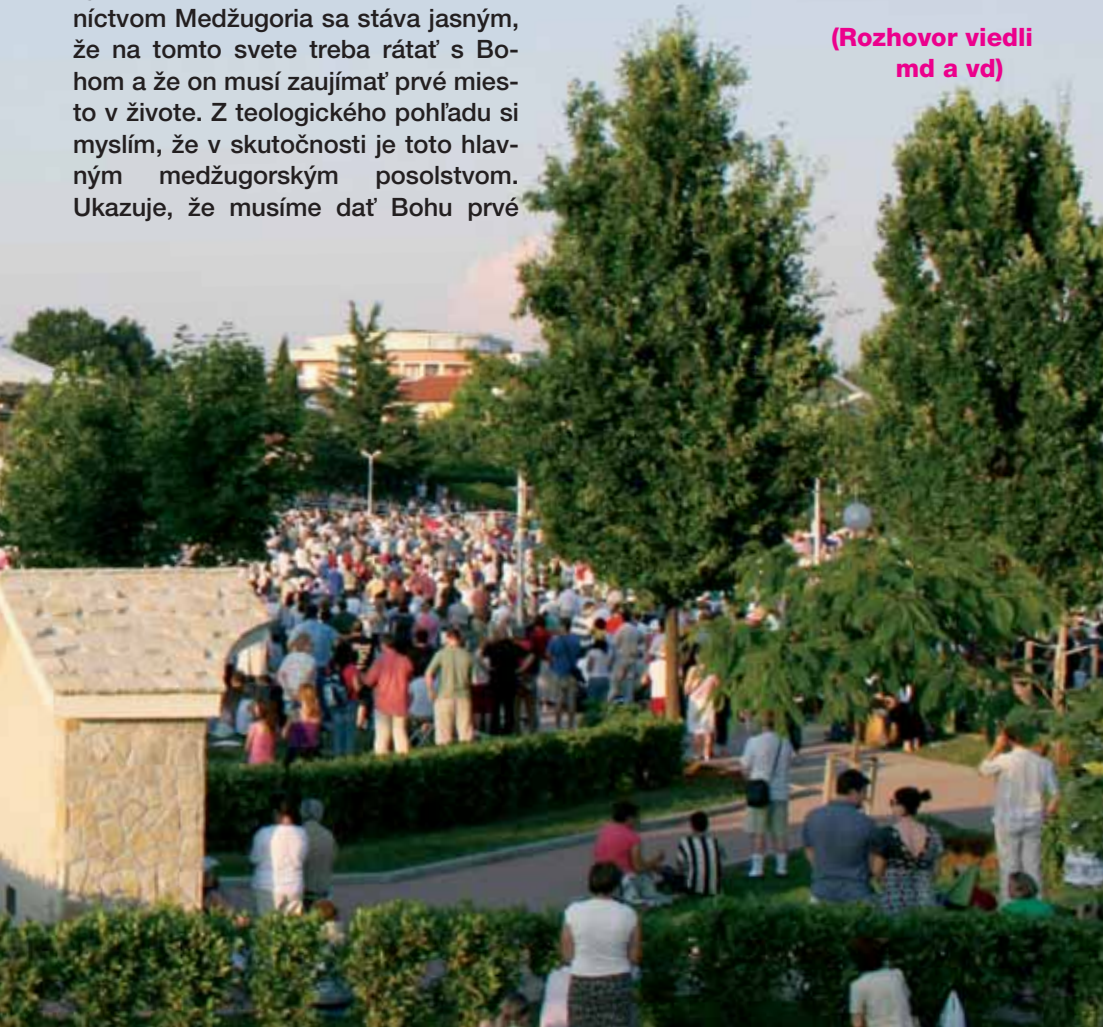 níctvom Medžugoria sa stáva jasným,
že na tomto svete treba rátať s Bo-
hom a že on musí zaujímať prvé mies-
to v živote. Z teologického pohľadu si
myslím, že v skutočnosti je toto hlav-
ným medžugorským posolstvom.
Ukazuje, že musíme dať Bohu prvé
(Rozhovor viedli
md a vd)